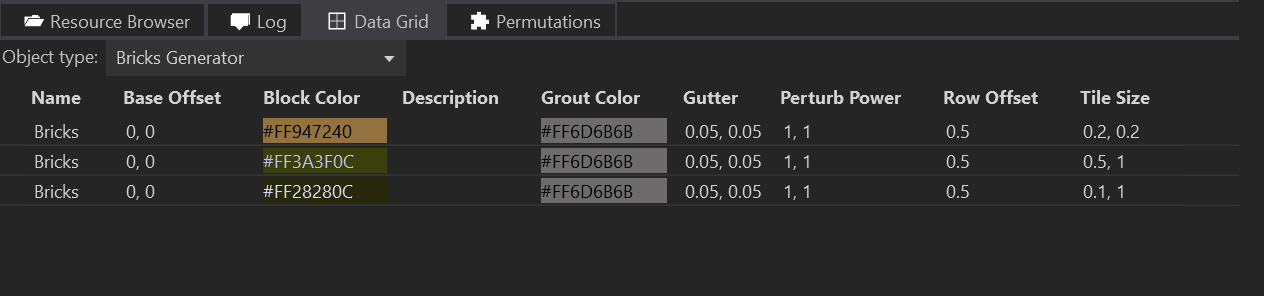 Resource Browser Log Data Grid Permutations
Object type: Bricks Generator
Name Base Offset Block Color Description Grout Color Gutter Perturb Power Row Offset Tile Size
Bricks 0, 0 #FF947240 #FF6D6B6B 0.05, 0.05 1, 1 0.5 0.2, 0.2
Bricks 0, 0 #FF3A3F0C #FF6D6B6B 0.05, 0.05 1, 1 0.5 0.5, 1
Bricks 0, 0 #FF28280C #FF6D6B6B 0.05, 0.05 1, 1 0.5 0.1, 1